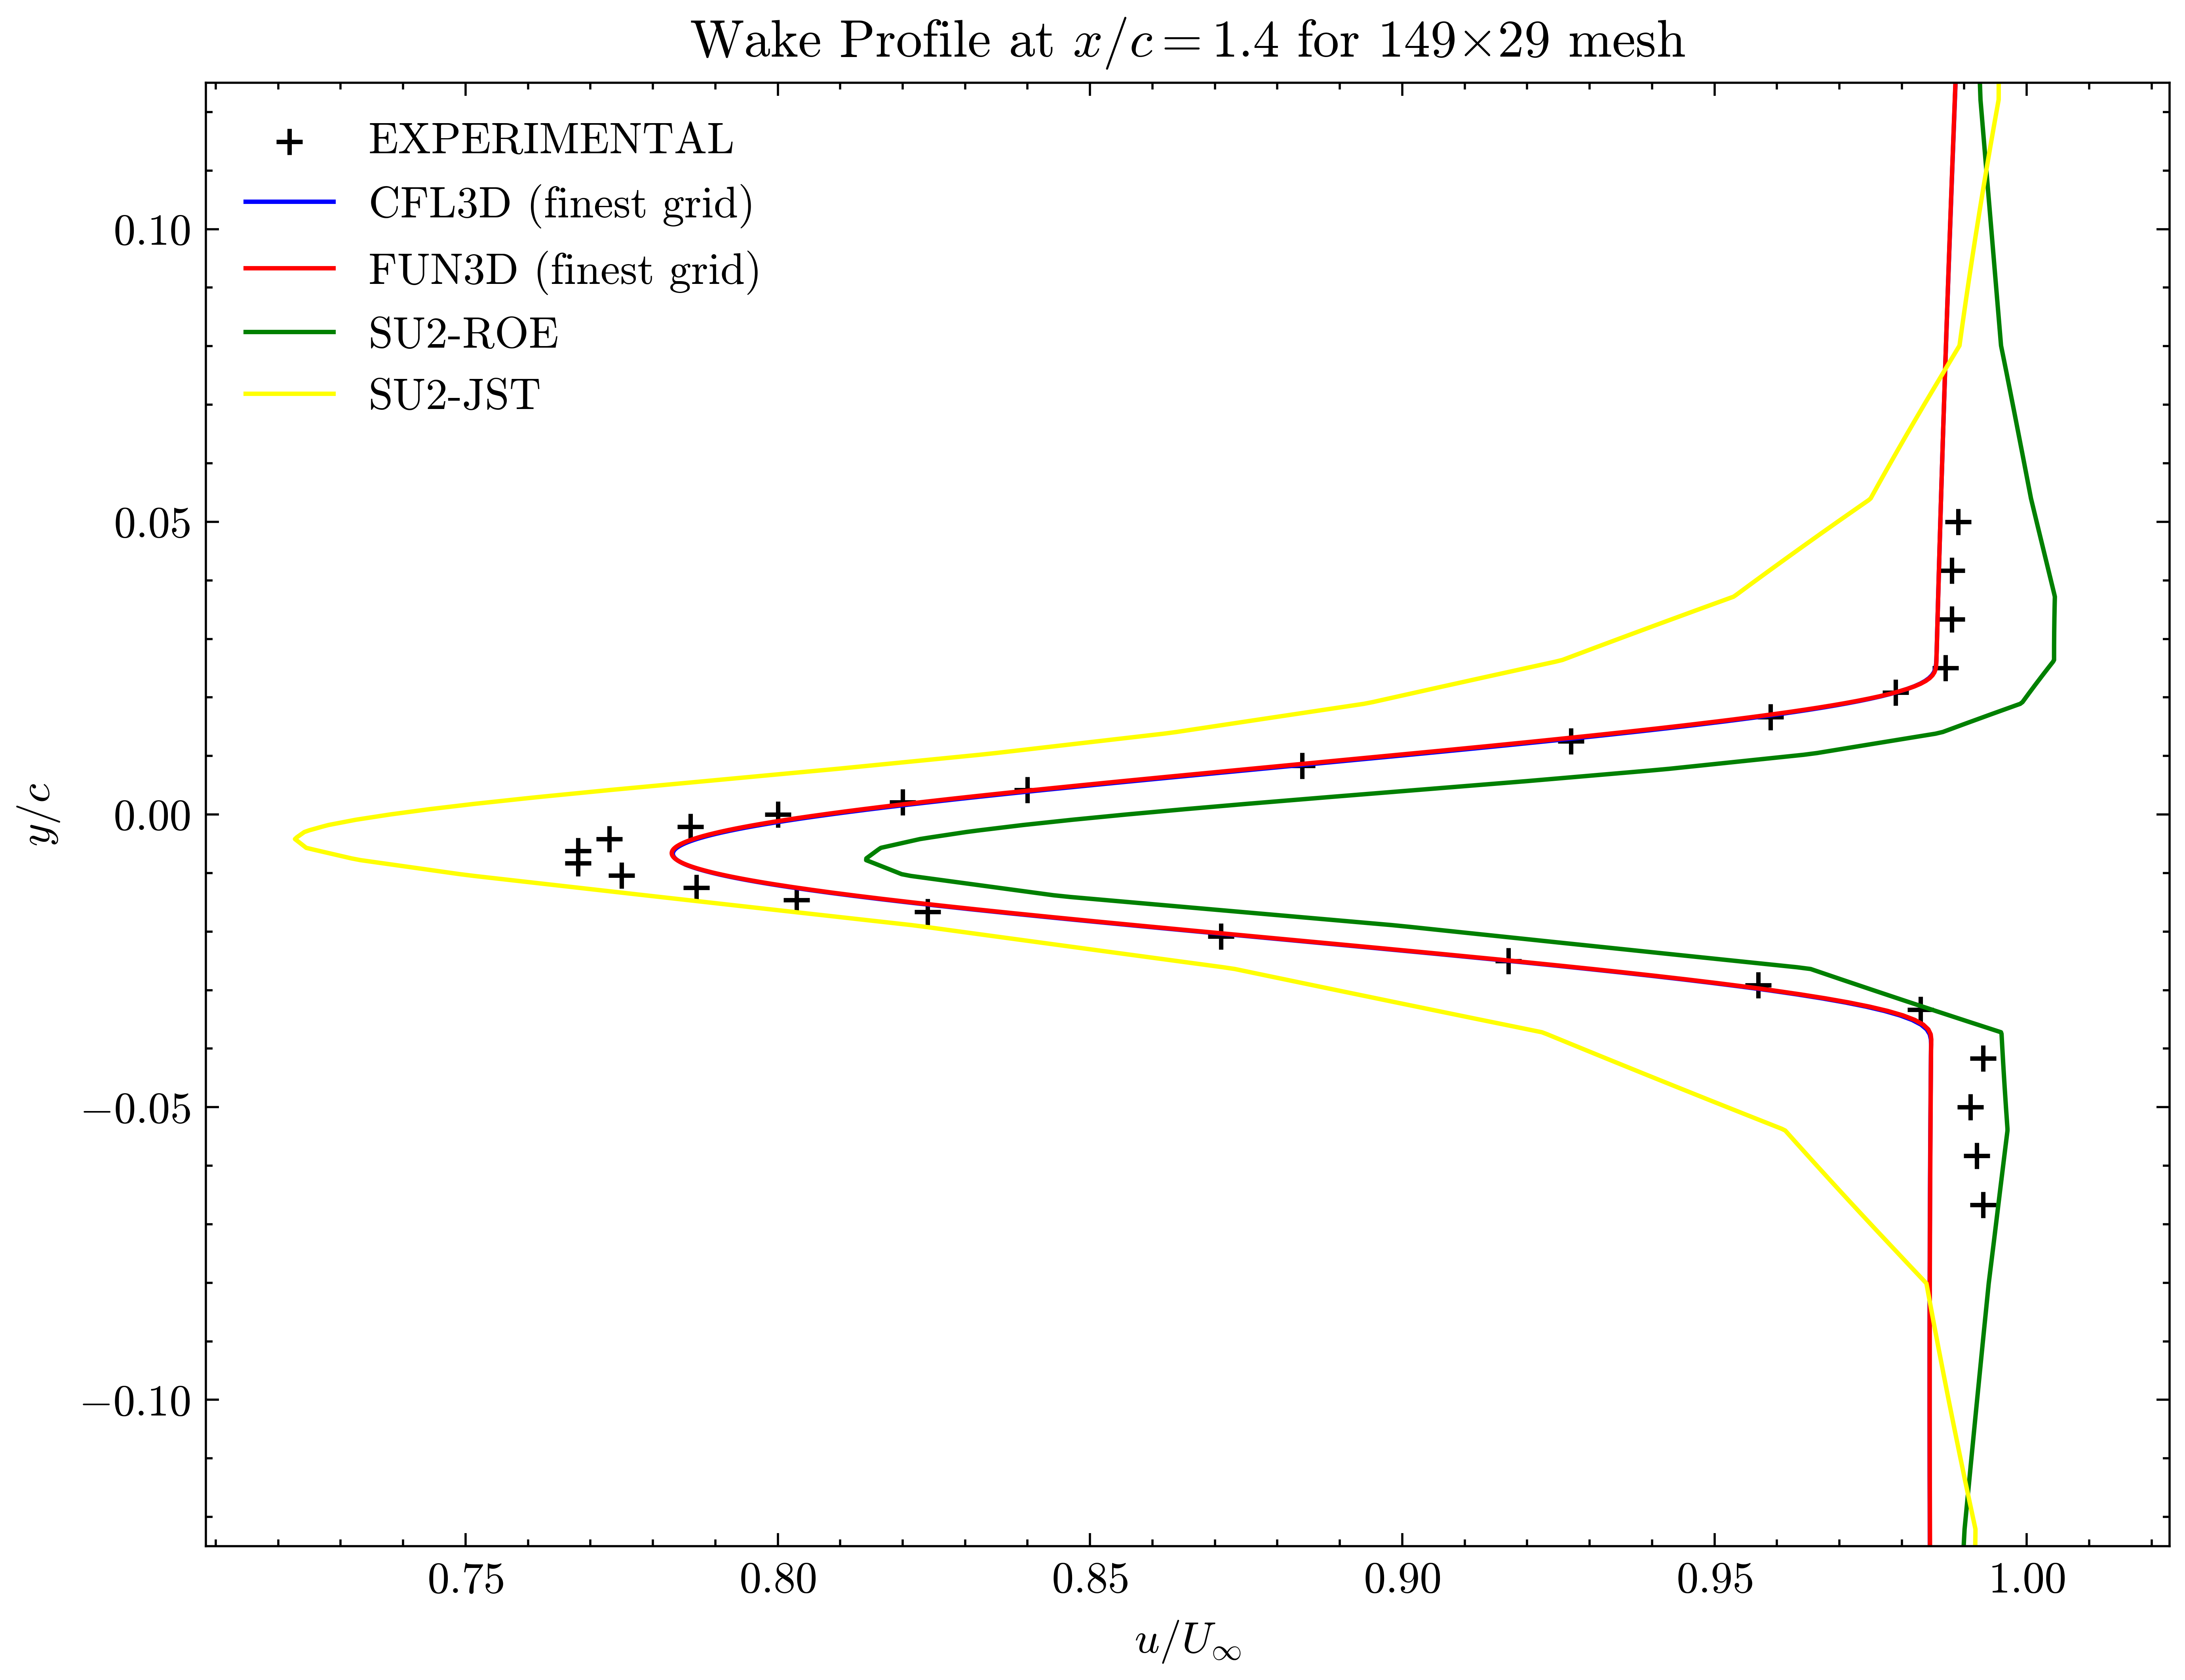 Wake Profile at x/c = 1.4 for 149×29 mesh
EXPERIMENTAL
CFL3D (finest grid)
FUN3D (finest grid)
SU2-ROE
SU2-JST
0.10
0.05
0.00
−0.05
−0.10
y/c
0.75 0.80 0.85 0.90 0.95 1.00
u/U∞